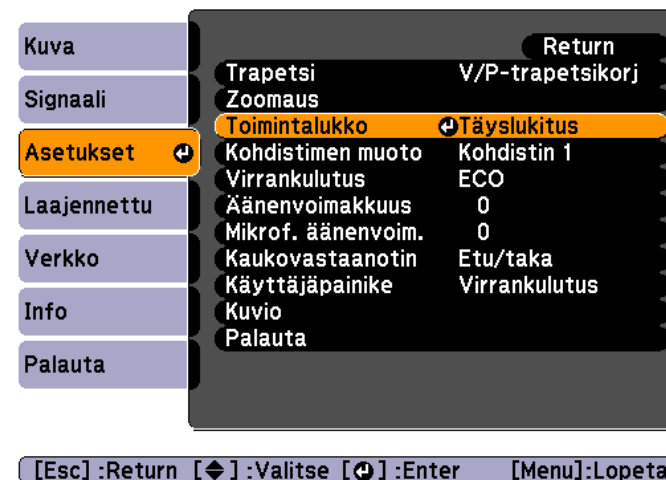 Kuva
Signaali
Asetukset
Laajennettu
Verkko
Info
Palauta
Return
Trapetsi V/P-trapetsikorj
Zoomaus
Toimintalukko Täyslukitus
Kohdistimen muoto Kohdistin 1
Virrankulutus ECO
Äänenvoimakkuus 0
Mikrof. äänenvoim. 0
Kaukovastaanotin Etu/taka
Käyttäjäpainike Virrankulutus
Kuvio
Palauta
[Esc] :Return [◆] :Valitse [⏎] :Enter [Menu]:Lopeta